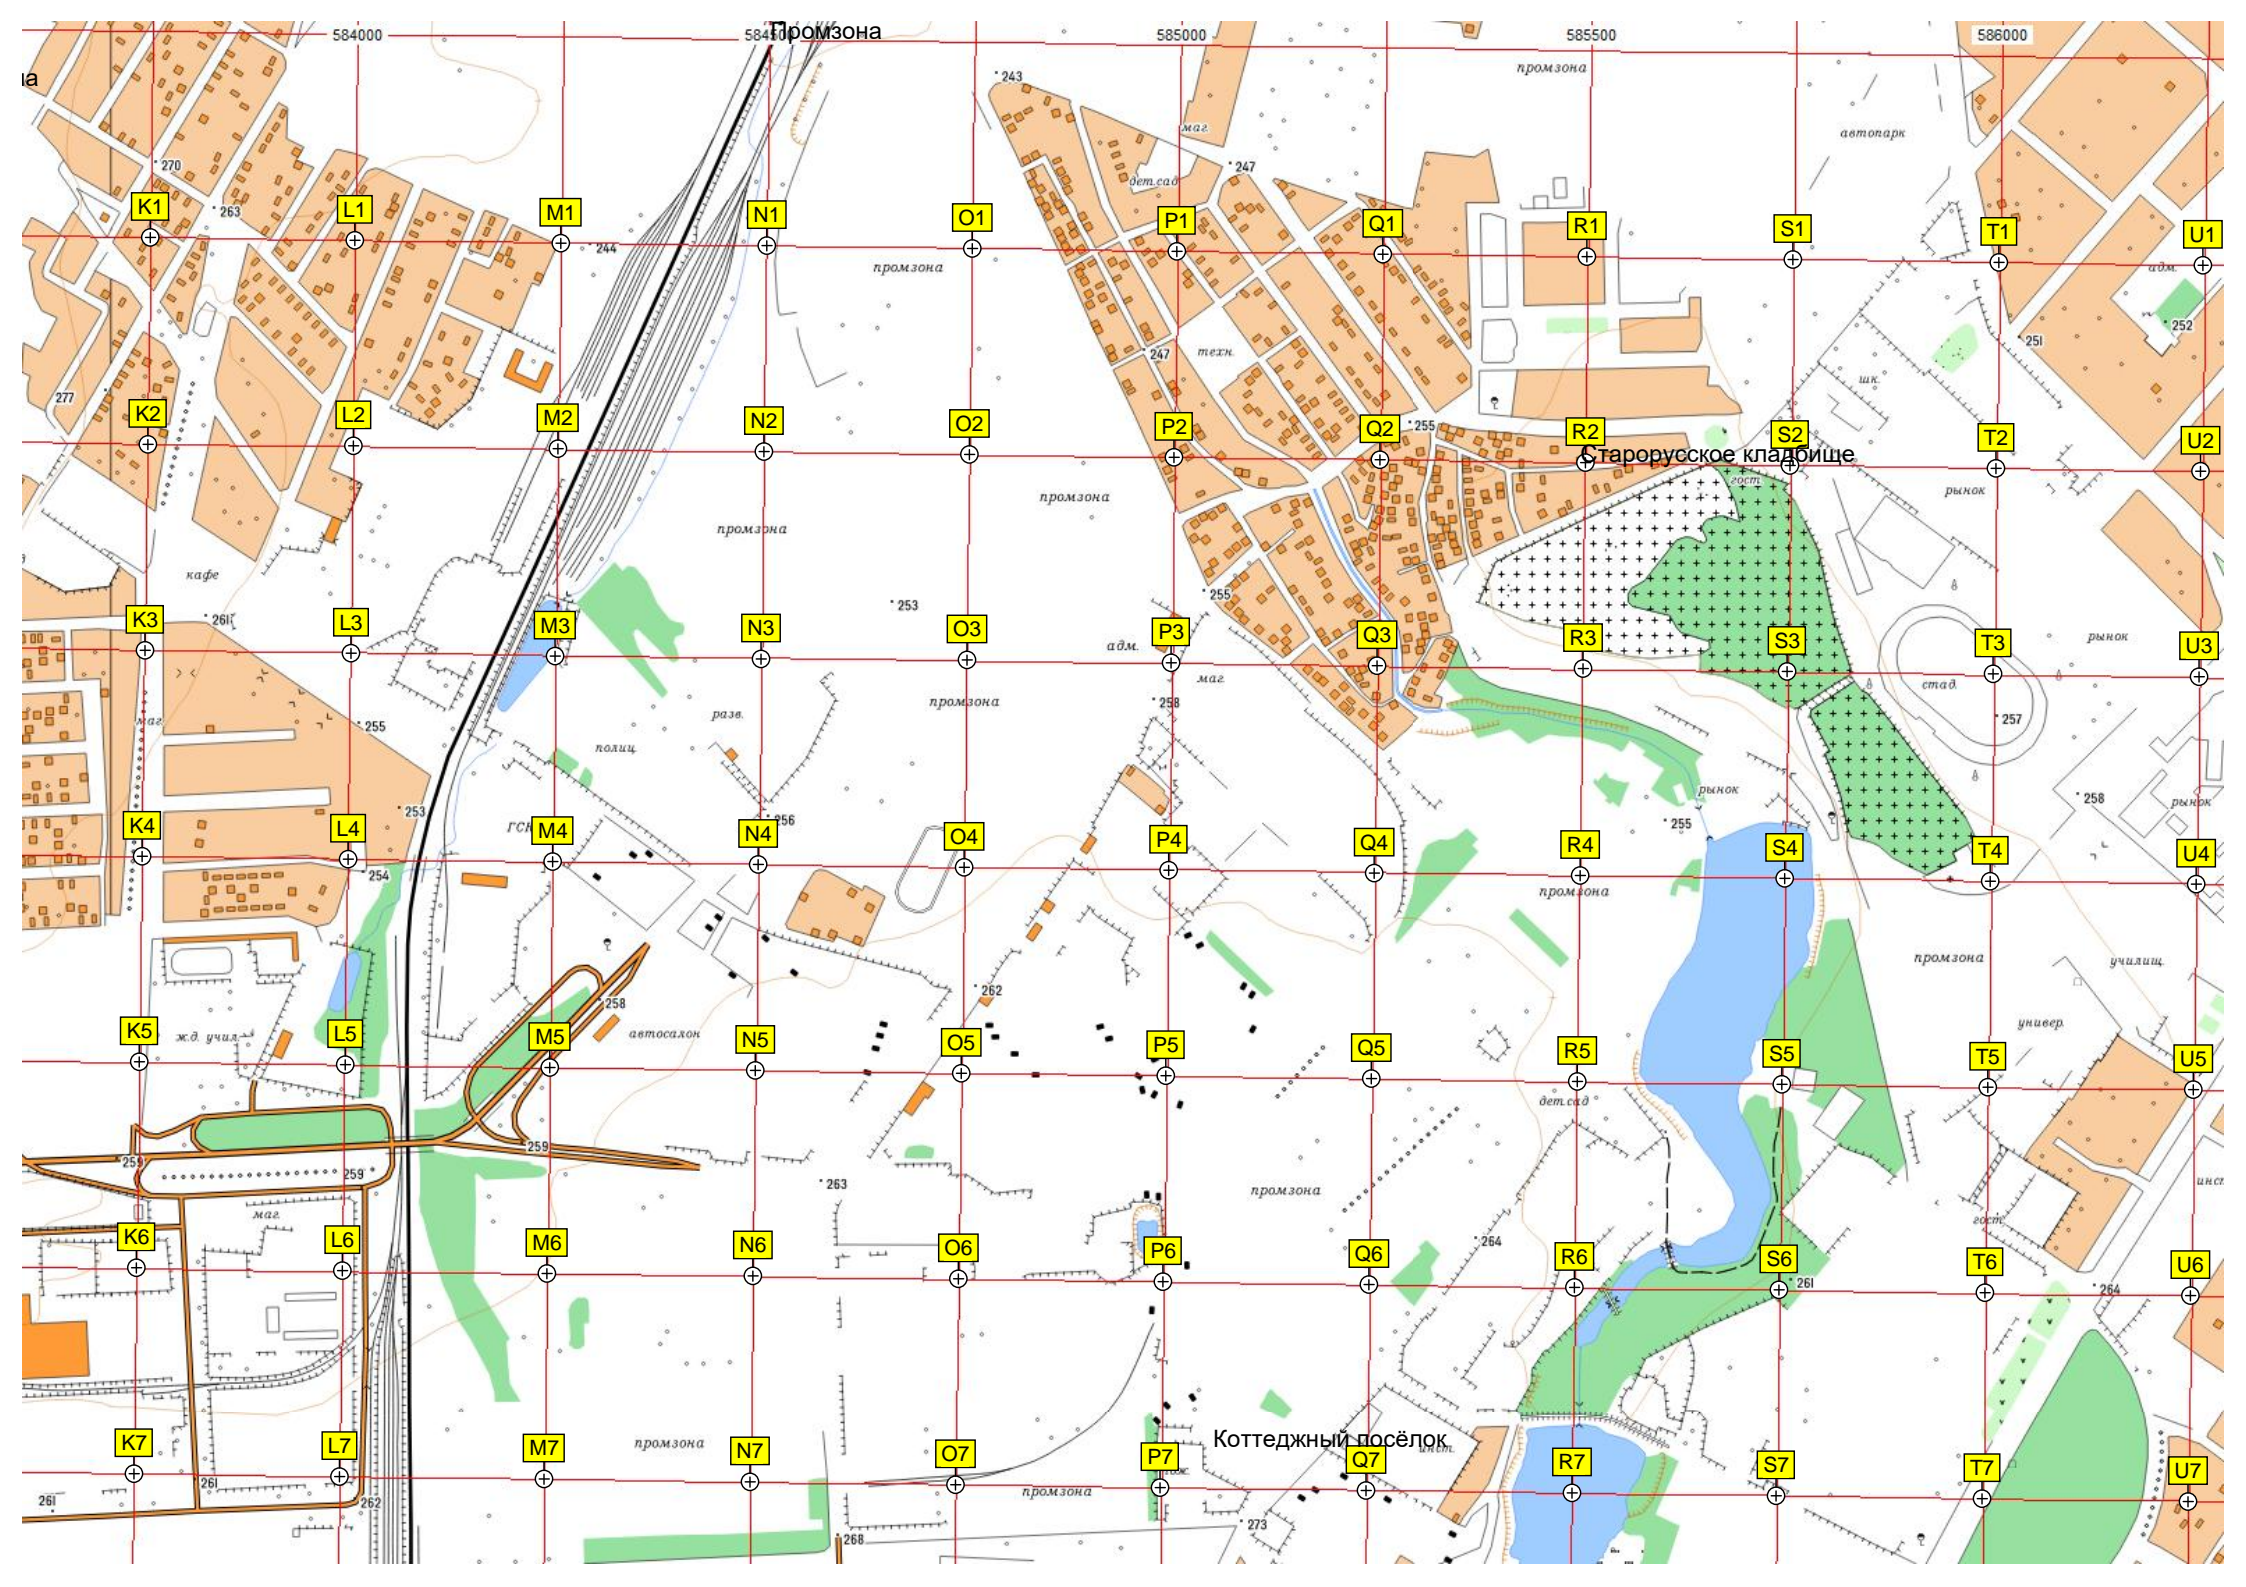 584000
Промзона
585000
585500
586000
243
промзона
маг.
автопарк
270
247
дет.сад
263
K1
L1
M1
N1
O1
P1
Q1
R1
S1
T1
U1
244
промзона
адм.
252
251
247
техн.
277
шк.
K2
L2
M2
N2
O2
P2
Q2
255
R2
S2
T2
U2
Старорусское кладбище
гост.
рынок
промзона
промзона
кафе
253
255
261
K3
L3
M3
N3
O3
P3
Q3
R3
S3
T3
U3
адм.
рынок
маг.
стад.
промзона
258
маг.
255
разв.
257
полиц.
рынок
258
рынок
253
256
255
K4
L4
ГСК
M4
N4
O4
P4
Q4
R4
S4
T4
U4
254
промзона
промзона
училищ.
262
258
автосалон
ж.д. учил.
универ.
K5
L5
M5
N5
O5
P5
Q5
R5
S5
T5
U5
дет.сад
259
259
259
263
промзона
маг.
гост.
264
K6
L6
M6
N6
O6
P6
Q6
R6
S6
T6
U6
261
264
Коттеджный посёлок
инст.
промзона
K7
L7
M7
N7
O7
P7
Q7
R7
S7
T7
U7
261
261
262
промзона
273
268